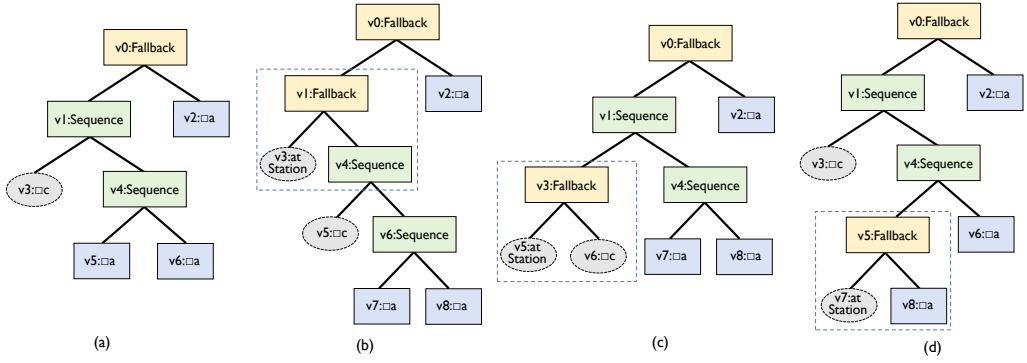 v0:Fallback
v1:Sequence
v2:□a
v3:□c
v4:Sequence
v5:□a
v6:□a
(a)
v0:Fallback
v1:Fallback
v2:□a
v3:at
Station
v4:Sequence
v5:□c
v6:Sequence
v7:□a
v8:□a
(b)
v0:Fallback
v1:Sequence
v2:□a
v3:Fallback
v4:Sequence
v5:at
Station
v6:□c
v7:□a
v8:□a
(c)
v0:Fallback
v1:Sequence
v2:□a
v3:□c
v4:Sequence
v5:Fallback
v6:□a
v7:at
Station
v8:□a
(d)